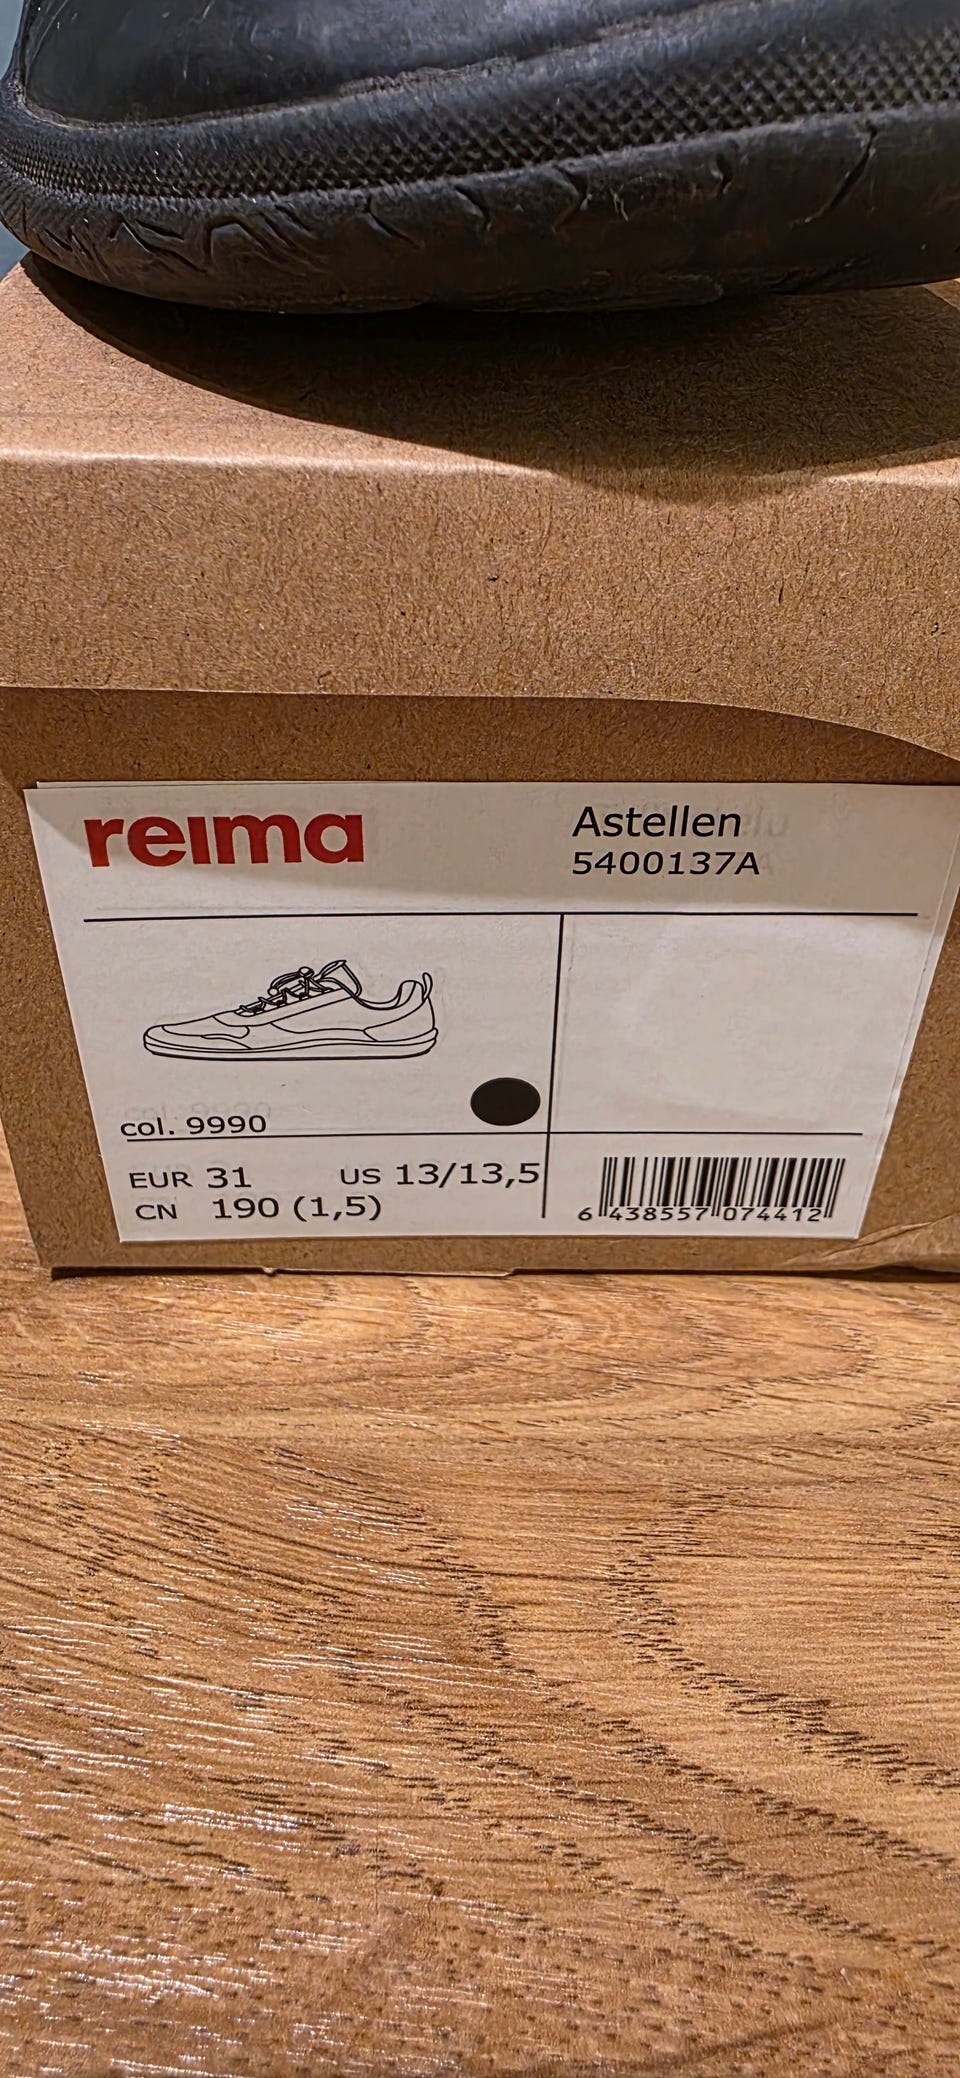 reima
Astellen
5400137A
col. 9990
EUR 31 US 13/13,5
CN 190 (1,5)
6 438557 074412